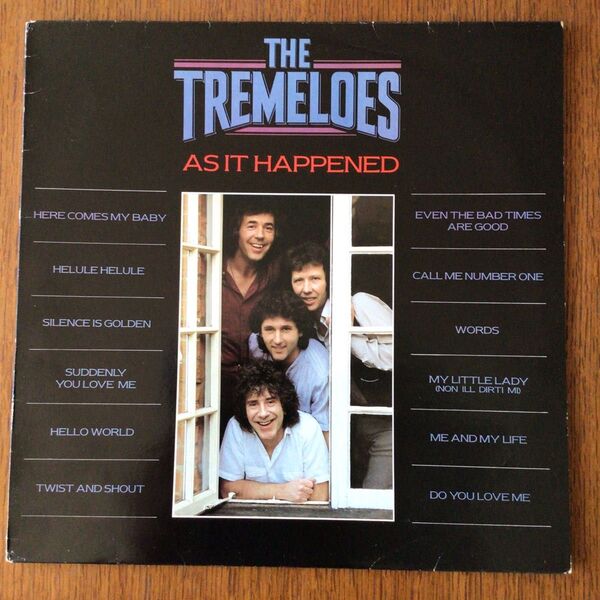 THE
TREMELOES
AS IT HAPPENED
HERE COMES MY BABY
HELULE HELULE
SILENCE IS GOLDEN
SUDDENLY
YOU LOVE ME
HELLO WORLD
TWIST AND SHOUT
EVEN THE BAD TIMES
ARE GOOD
CALL ME NUMBER ONE
WORDS
MY LITTLE LADY
(NON ILL DIRTI MI)
ME AND MY LIFE
DO YOU LOVE ME